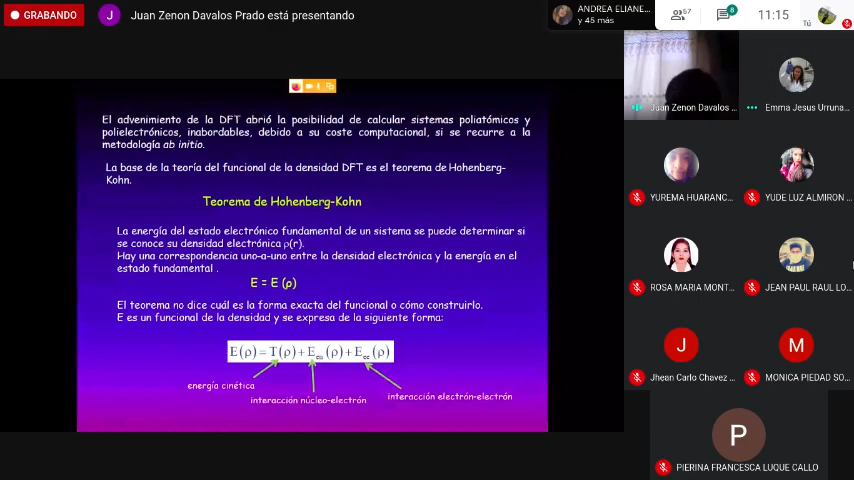 GRABANDO
J
Juan Zenon Davalos Prado está presentando
ANDREA ELIANE...
y 45 más
57
8
11:15
Tú
El advenimiento de la DFT abrió la posibilidad de calcular sistemas poliatómicos y
polielectrónicos, inabordables, debido a su coste computacional, si se recurre a la
metodología ab initio.
La base de la teoría del funcional de la densidad DFT es el teorema de Hohenberg-
Kohn.
Teorema de Hohenberg-Kohn
La energía del estado electrónico fundamental de un sistema se puede determinar si
se conoce su densidad electrónica ρ(r).
Hay una correspondencia uno-a-uno entre la densidad electrónica y la energía en el
estado fundamental .
E = E (ρ)
El teorema no dice cuál es la forma exacta del funcional o cómo construirlo.
E es un funcional de la densidad y se expresa de la siguiente forma:
energía cinética
interacción núcleo-electrón
interacción electrón-electrón
Juan Zenon Davalos ...
Emma Jesus Urruna...
YUREMA HUARANC...
YUDE LUZ ALMIRON ...
ROSA MARIA MONT...
JEAN PAUL RAUL LO...
J
M
Jhean Carlo Chavez ...
MONICA PIEDAD SO...
P
PIERINA FRANCESCA LUQUE CALLO